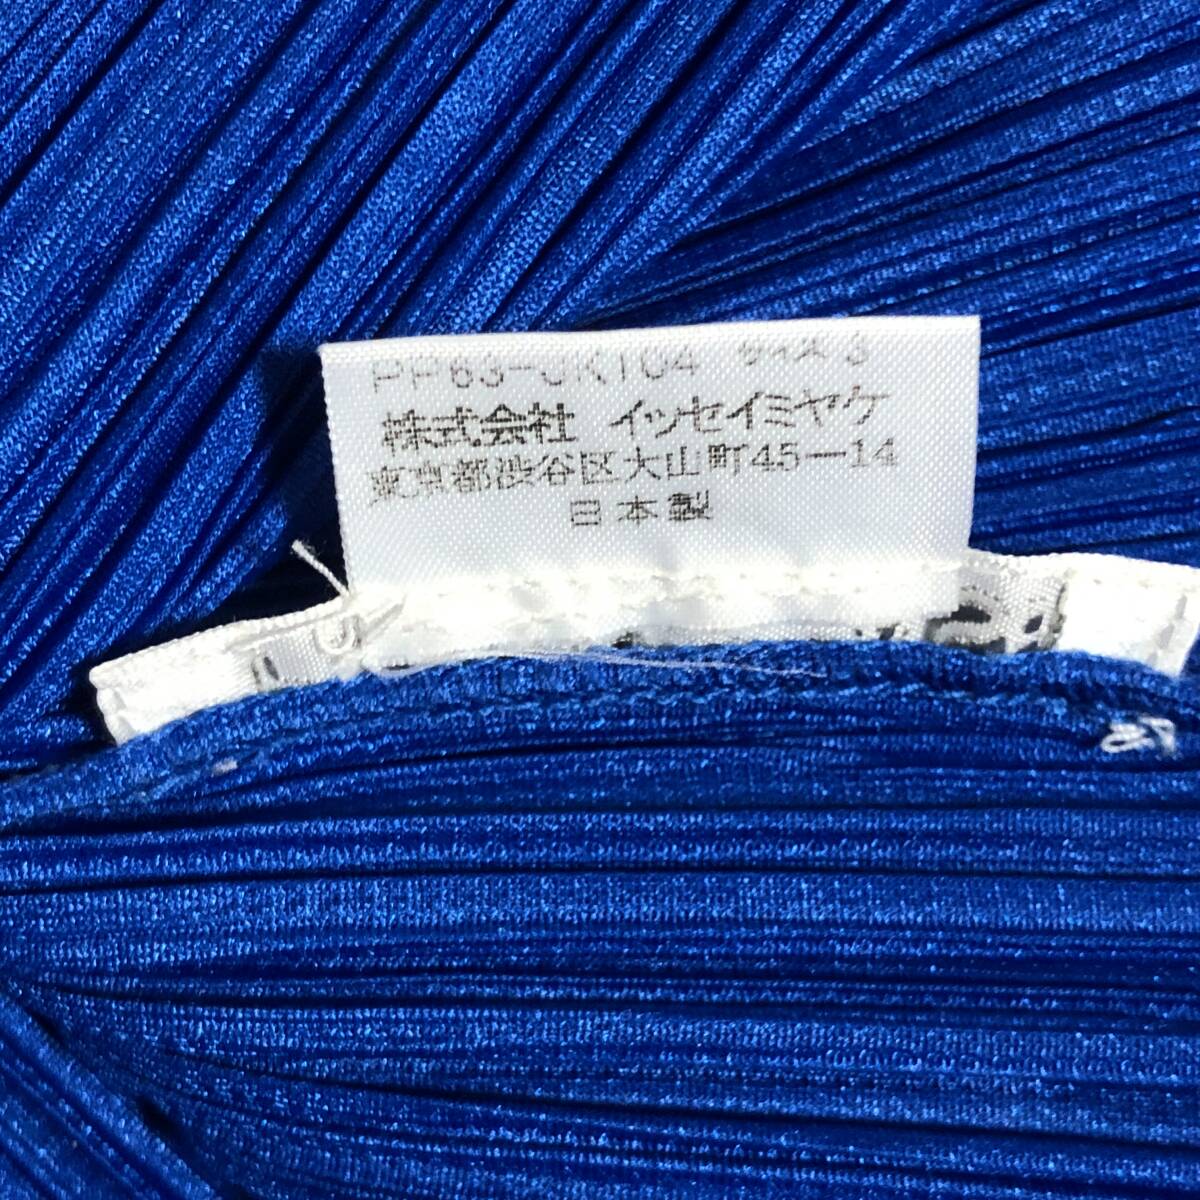 PP63-JK104 サイズ 3
株式会社 イッセイミヤケ
東京都渋谷区大山町45ー14
日本製